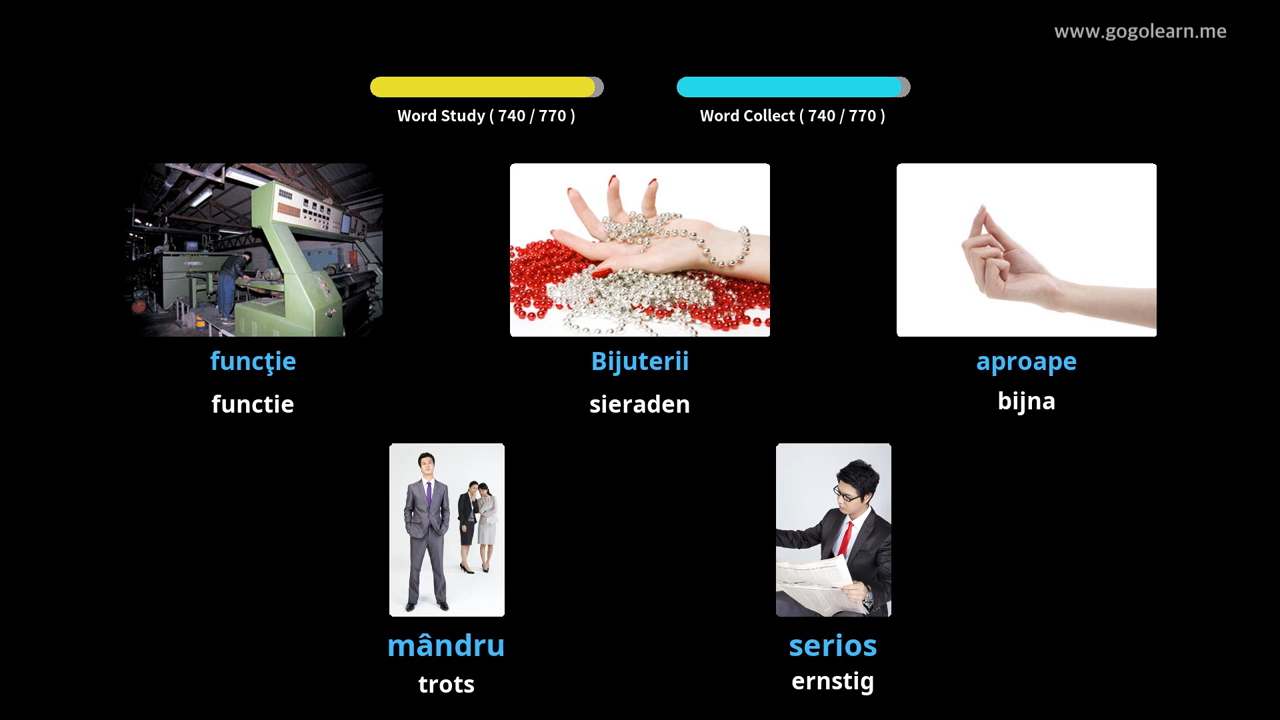 www.gogolearn.me
Word Study ( 740 / 770 )
Word Collect ( 740 / 770 )
funcţie
functie
Bijuterii
sieraden
aproape
bijna
mândru
trots
serios
ernstig